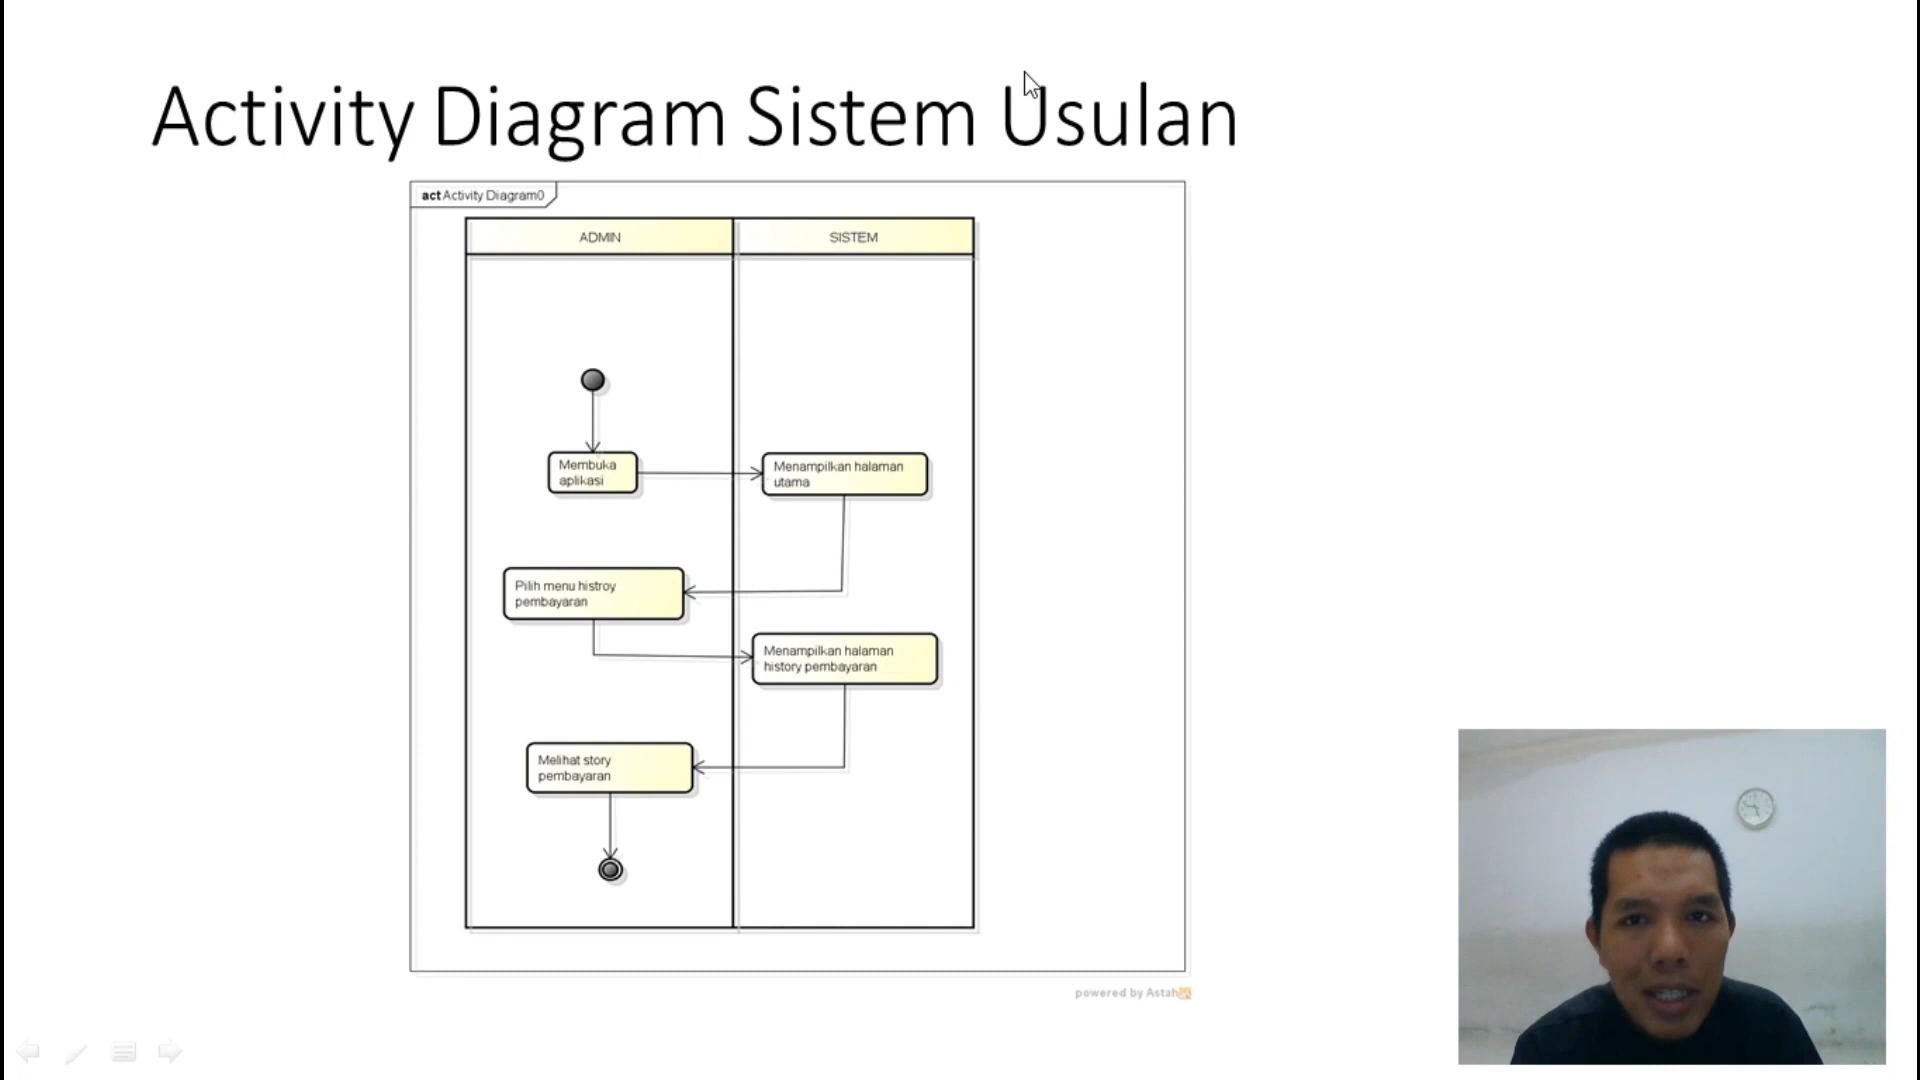 Activity Diagram Sistem Usulan
act Activity Diagram0
ADMIN
SISTEM
Membuka
aplikasi
Menampilkan halaman
utama
Pilih menu histroy
pembayaran
Menampilkan halaman
history pembayaran
Melihat story
pembayaran
powered by Astah